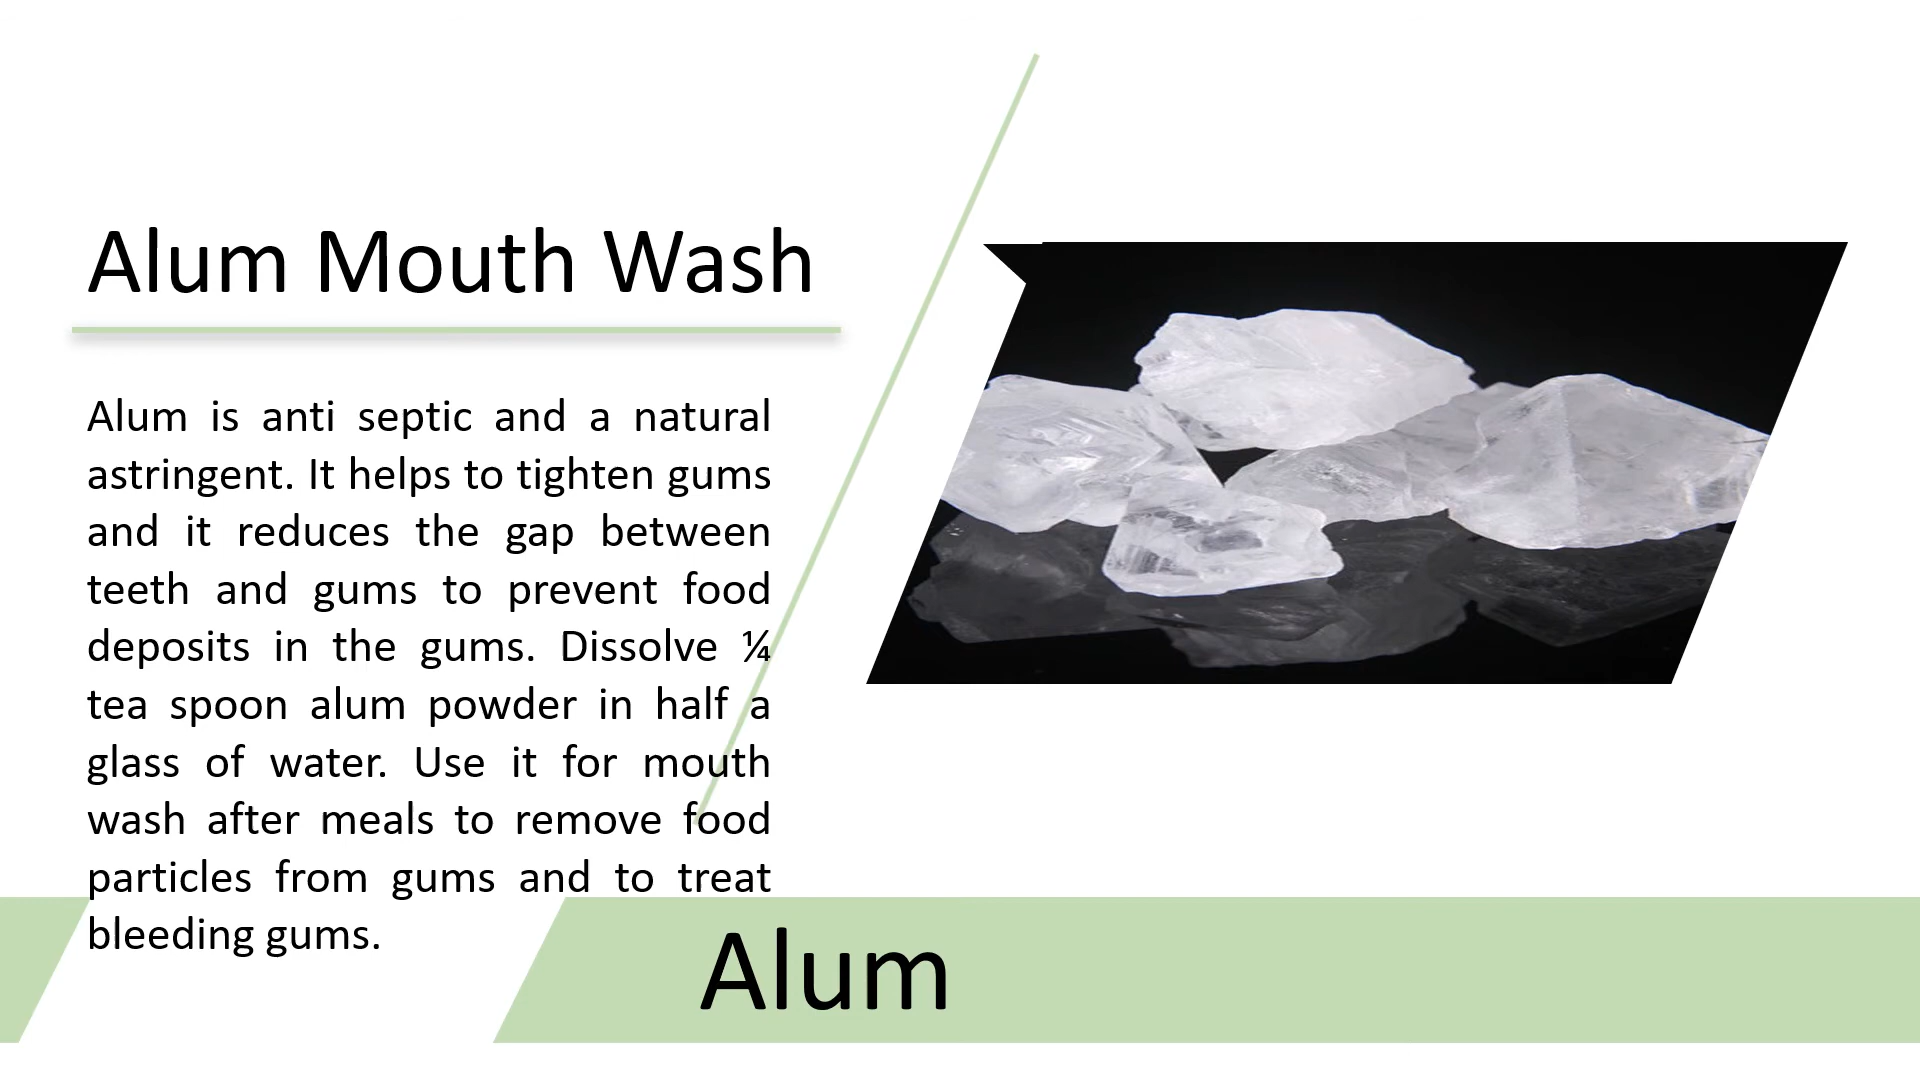 Alum Mouth Wash
Alum is anti septic and a natural
astringent. It helps to tighten gums
and it reduces the gap between
teeth and gums to prevent food
deposits in the gums. Dissolve ¼
tea spoon alum powder in half a
glass of water. Use it for mouth
wash after meals to remove food
particles from gums and to treat
bleeding gums.
Alum